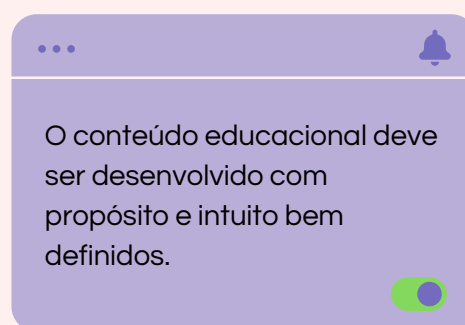 O conteúdo educacional deve
ser desenvolvido com
propósito e intuito bem
definidos.